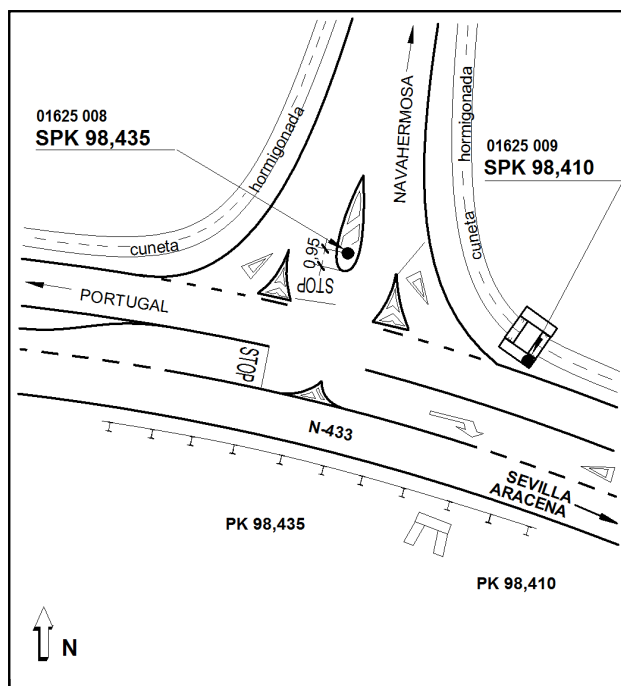 01625 008
SPK 98,435
hormigonada
cuneta
NAVAHERMOSA
hormigonada
cuneta
01625 009
SPK 98,410
0,95
STOP
PORTUGAL
STOP
N-433
SEVILLA
ARACENA
PK 98,435
PK 98,410
N